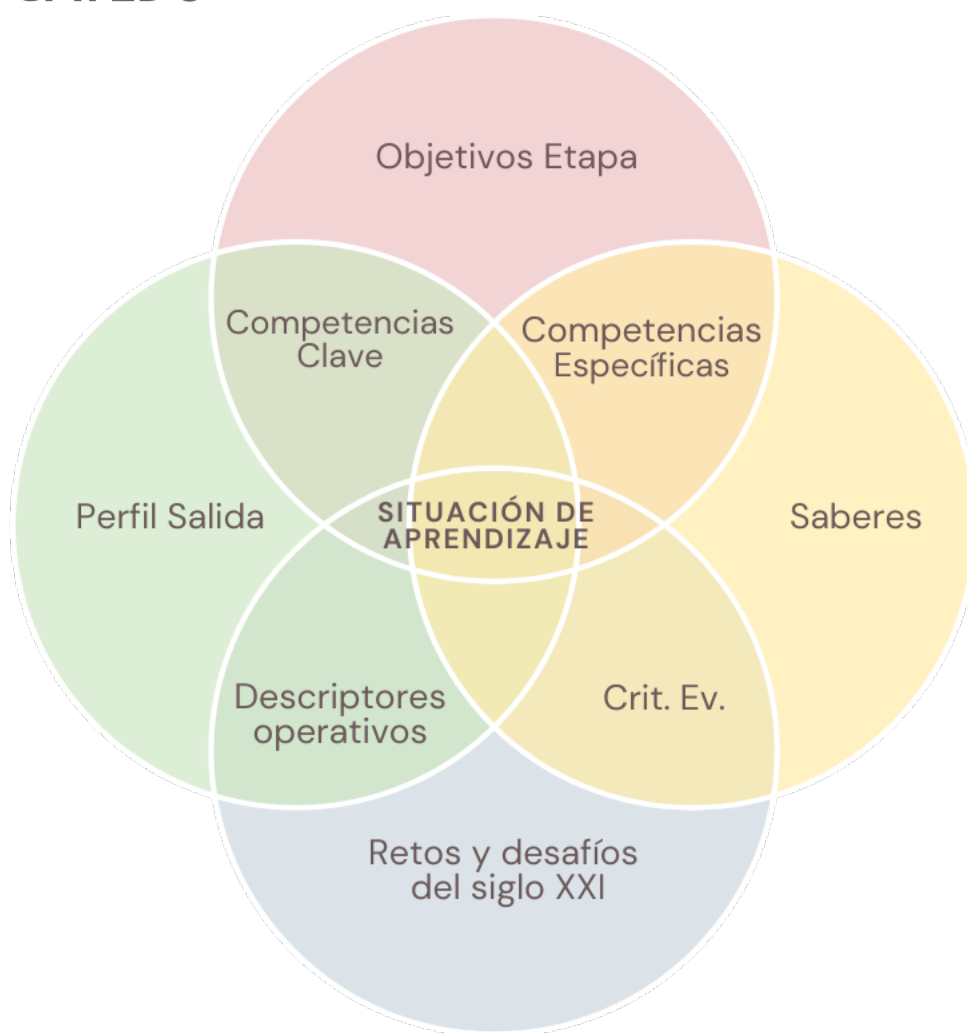 Objetivos Etapa
Competencias
Clave
Competencias
Específicas
Perfil Salida
SITUACIÓN DE
APRENDIZAJE
Saberes
Descriptores
operativos
Crit. Ev.
Retos y desafíos
del siglo XXI